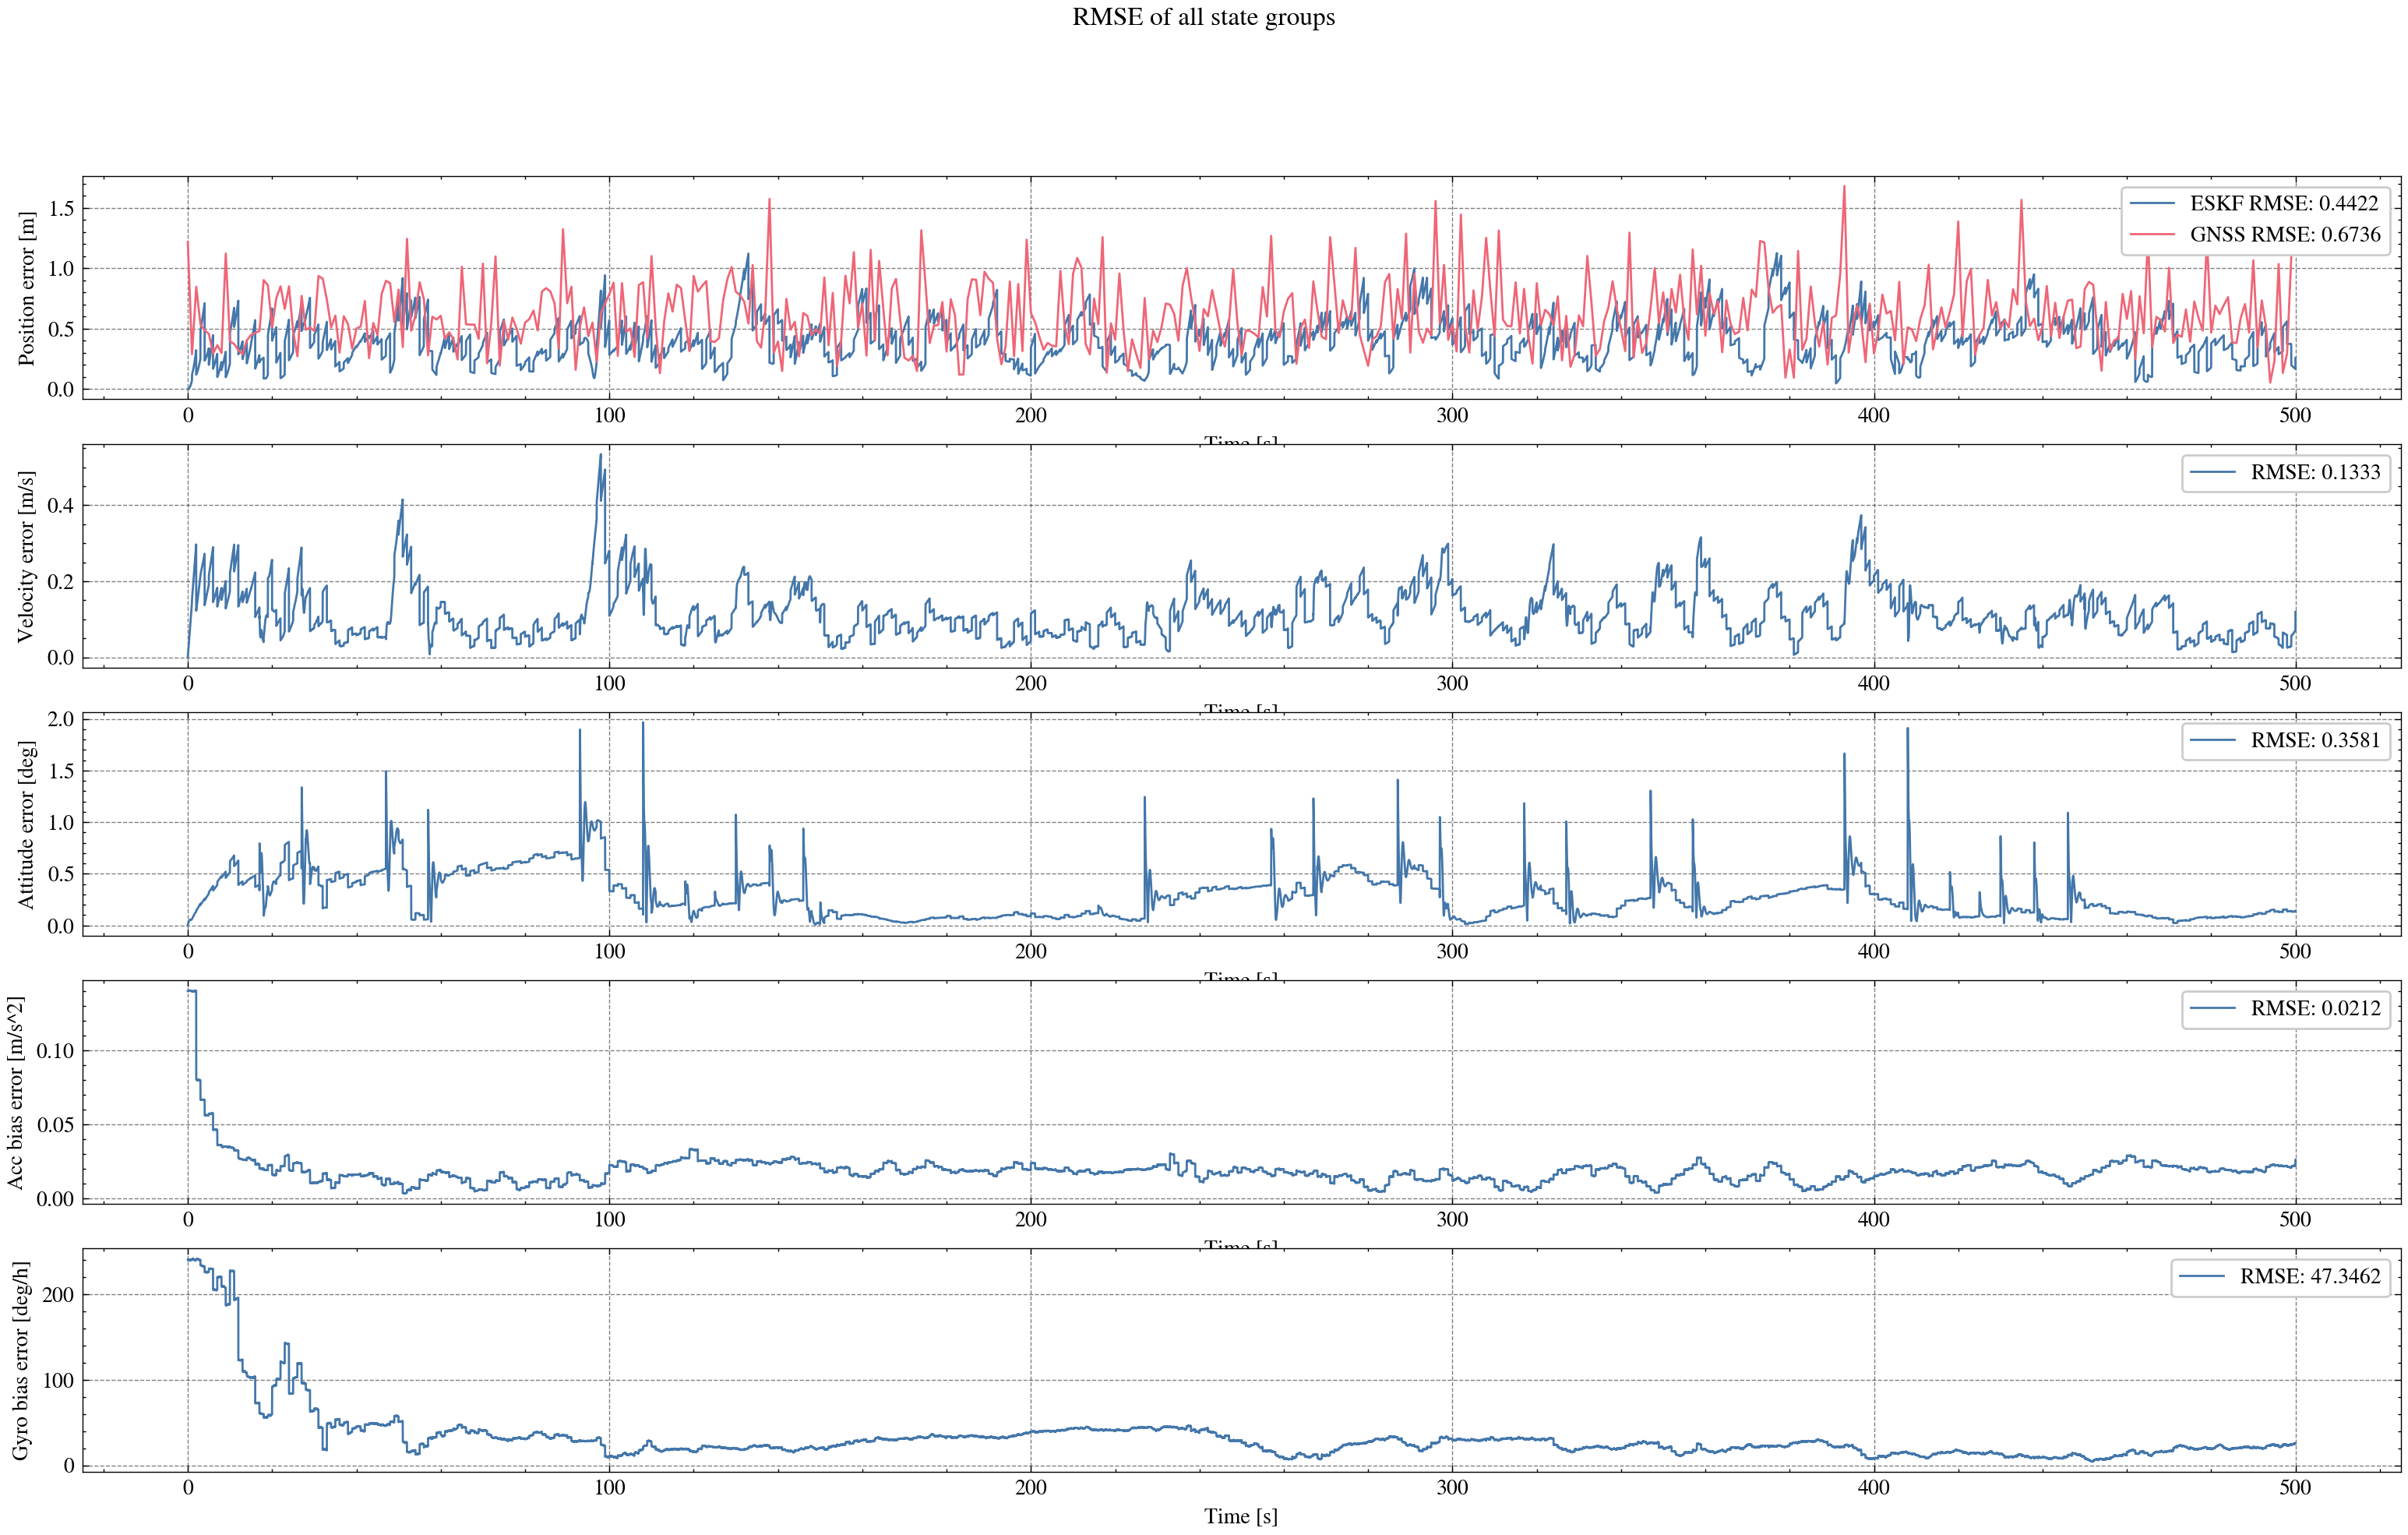 RMSE of all state groups
Position error [m]
1.5
1.0
0.5
0.0
ESKF RMSE: 0.4422
GNSS RMSE: 0.6736
0 100 200 300 400 500
Time [s]
Velocity error [m/s]
0.4
0.2
0.0
RMSE: 0.1333
0 100 200 300 400 500
Time [s]
Attitude error [deg]
2.0
1.5
1.0
0.5
0.0
RMSE: 0.3581
0 100 200 300 400 500
Time [s]
Acc bias error [m/s^2]
0.10
0.05
0.00
RMSE: 0.0212
0 100 200 300 400 500
Time [s]
Gyro bias error [deg/h]
200
100
0
RMSE: 47.3462
0 100 200 300 400 500
Time [s]